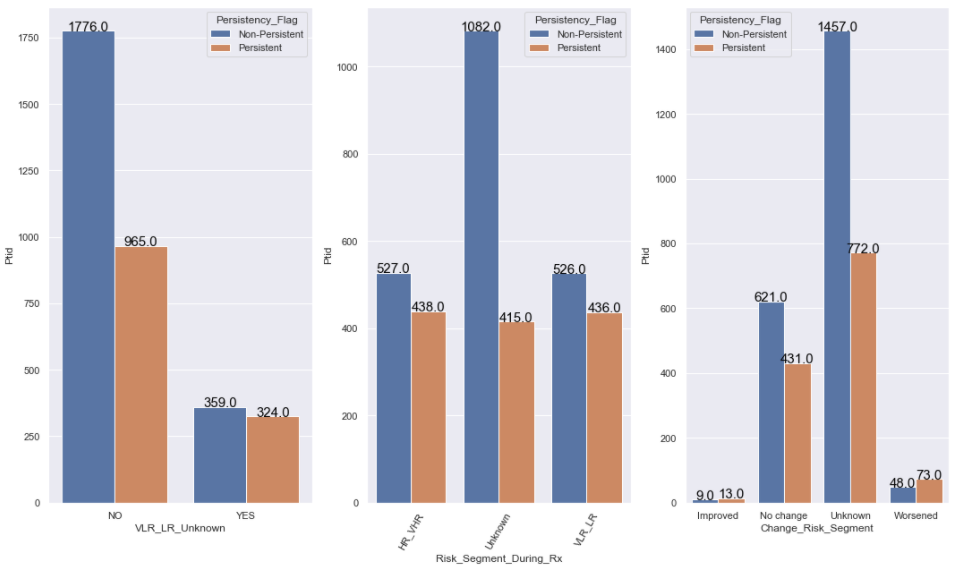 Persistency_Flag
Non-Persistent
Persistent
1776.0
965.0
359.0
324.0
1750
1500
1250
1000
750
500
250
0
Ptid
NO
YES
VLR_LR_Unknown
Persistency_Flag
Non-Persistent
Persistent
1082.0
527.0
438.0
415.0
526.0
436.0
1000
800
600
400
200
0
Ptid
HR_VHR
Unknown
VLR_LR
Risk_Segment_During_Rx
Persistency_Flag
Non-Persistent
Persistent
1457.0
772.0
621.0
431.0
9.0
13.0
48.0
73.0
1400
1200
1000
800
600
400
200
0
Ptid
Improved
No change
Unknown
Worsened
Change_Risk_Segment